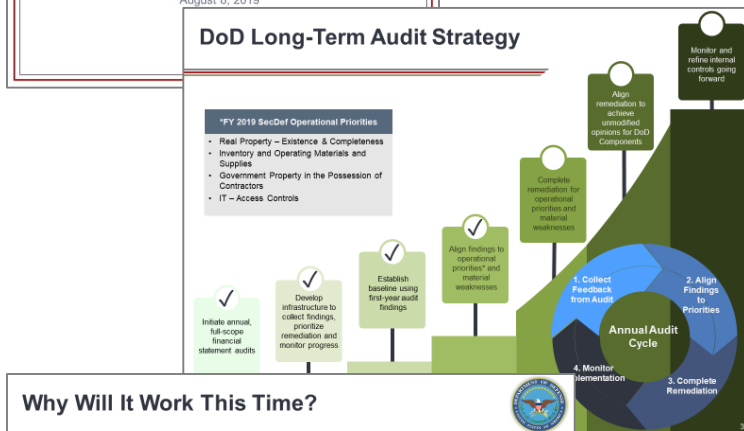 August 8, 2019
DoD Long-Term Audit Strategy
*FY 2019 SecDef Operational Priorities
• Real Property – Existence & Completeness
• Inventory and Operating Materials and
Supplies
• Government Property in the Possession of
Contractors
• IT – Access Controls
Initiate annual,
full-scope
financial
statement audits
Develop
infrastructure to
collect findings,
prioritize
remediation and
monitor progress
Establish
baseline using
first-year audit
findings
Align findings to
operational
priorities* and
material
weaknesses
Complete
remediation for
operational
priorities and
material
weaknesses
Align
remediation to
achieve
unmodified
opinions for DoD
Components
Monitor and
refine internal
controls going
forward
1. Collect
Feedback
from Audit
2. Align
Findings
to
Priorities
3. Complete
Remediation
4. Monitor
plementation
Annual Audit
Cycle
Why Will It Work This Time?